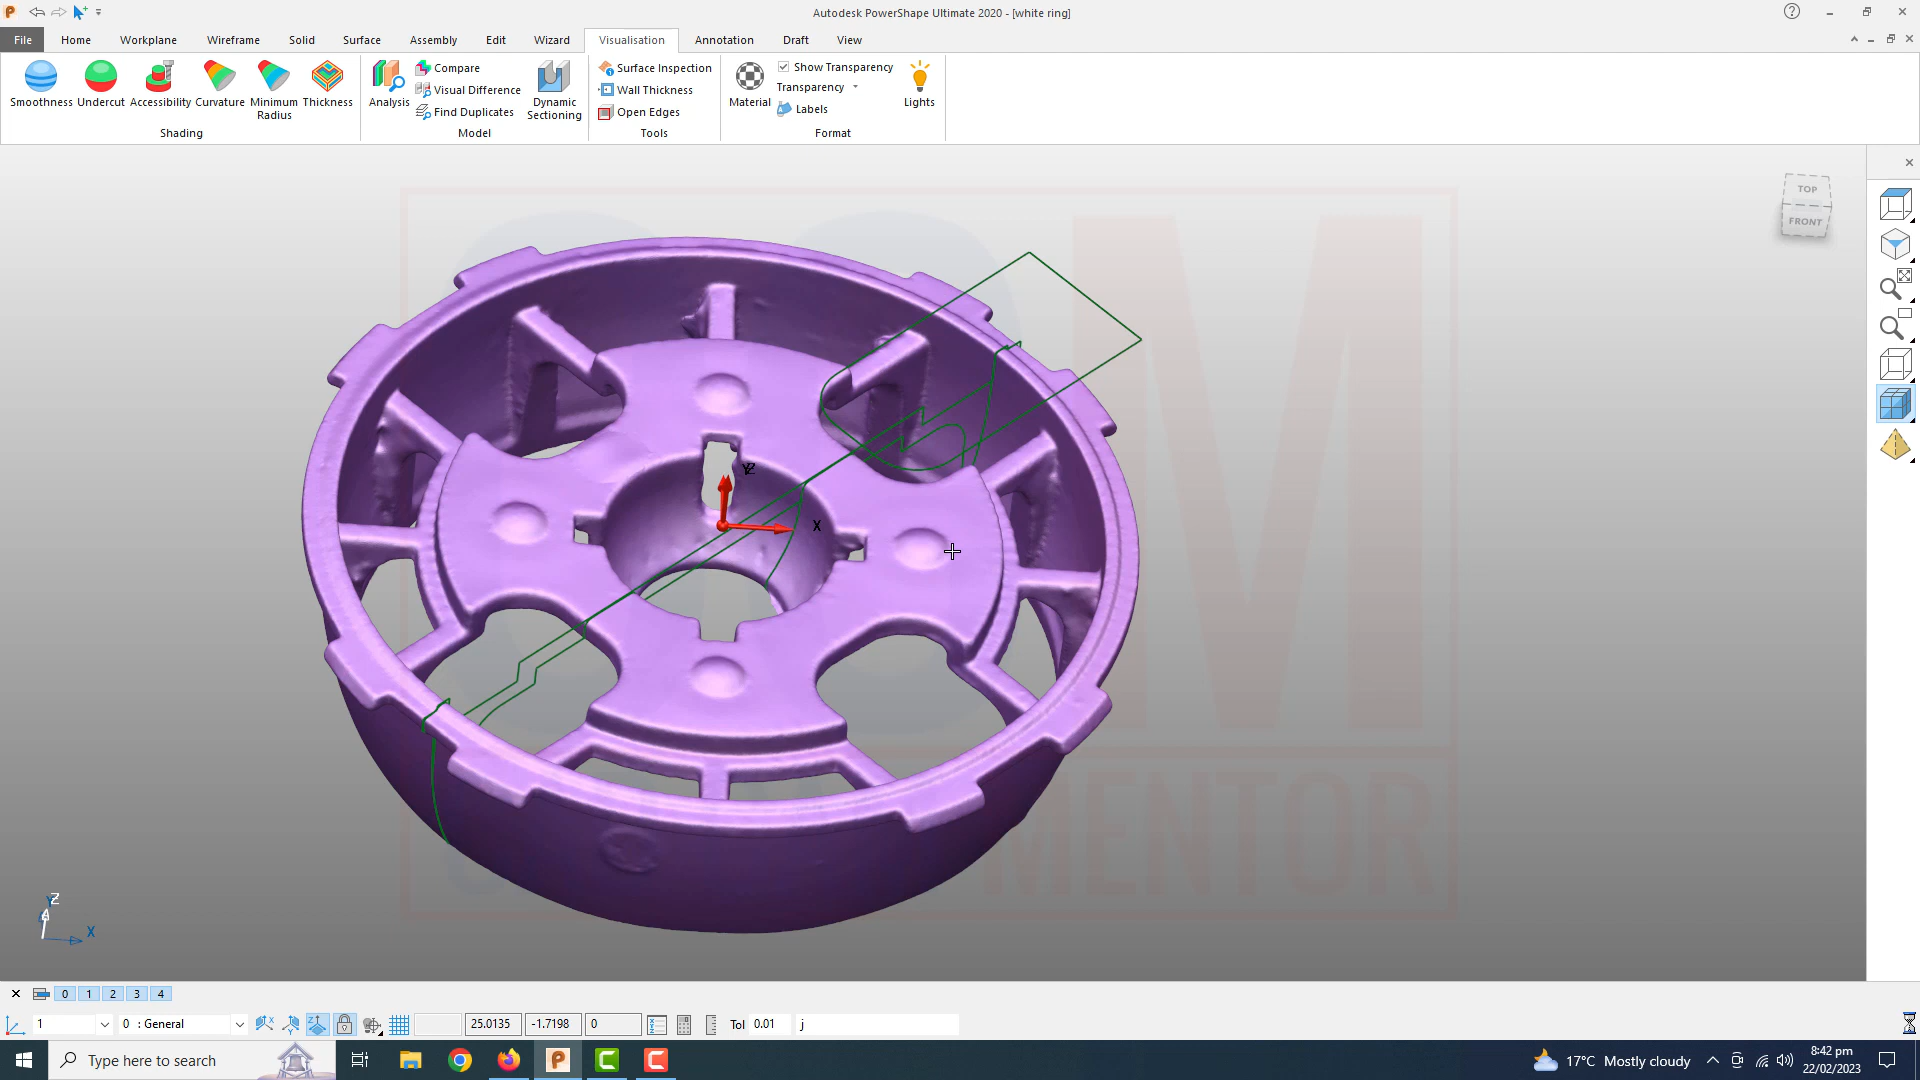 Autodesk PowerShape Ultimate 2020 - [white ring]
File Home Workplane Wireframe Solid Surface Assembly Edit Wizard Visualisation Annotation Draft View
Smoothness Undercut Accessibility Curvature Minimum Radius Thickness
Shading
Analysis
Compare
Visual Difference
Find Duplicates
Dynamic Sectioning
Model
Surface Inspection
Wall Thickness
Open Edges
Tools
Material
Show Transparency
Transparency
Labels
Lights
Format
TOP
FRONT
X
M
MENTOR
Z
X
0 1 2 3 4
1 0 : General 25.0135 -1.7198 0 Tol 0.01 j
Type here to search
17°C Mostly cloudy
8:42 pm
22/02/2023